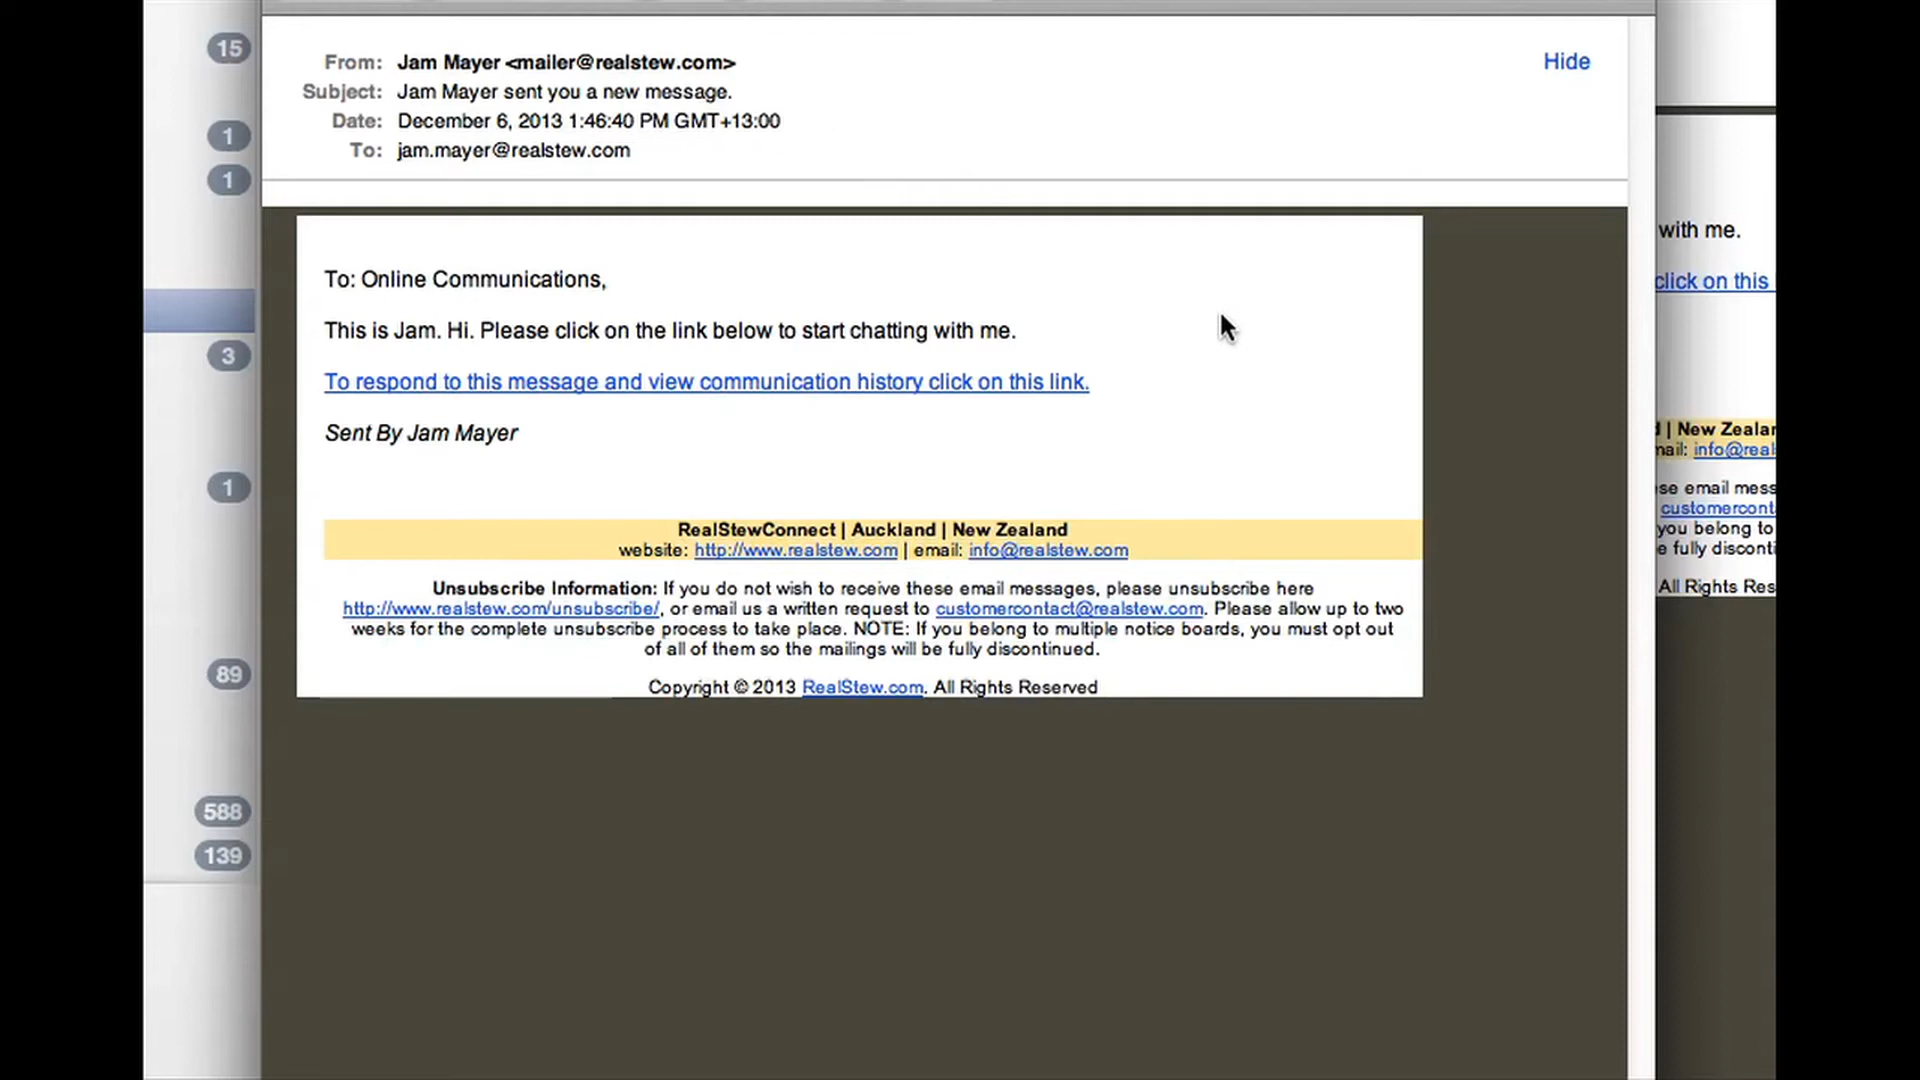 15
1
1
3
1
89
588
139
From: Jam Mayer <mailer@realstew.com>
Hide
Subject: Jam Mayer sent you a new message.
Date: December 6, 2013 1:46:40 PM GMT+13:00
To: jam.mayer@realstew.com
To: Online Communications,
This is Jam. Hi. Please click on the link below to start chatting with me.
To respond to this message and view communication history click on this link.
Sent By Jam Mayer
RealStewConnect | Auckland | New Zealand
website: http://www.realstew.com | email: info@realstew.com
Unsubscribe Information: If you do not wish to receive these email messages, please unsubscribe here
http://www.realstew.com/unsubscribe/, or email us a written request to customercontact@realstew.com. Please allow up to two
weeks for the complete unsubscribe process to take place. NOTE: If you belong to multiple notice boards, you must opt out
of all of them so the mailings will be fully discontinued.
Copyright © 2013 RealStew.com. All Rights Reserved
with me.
click on this
| New Zealan
info@real
email mess
customercont
you belong to
fully disconti
All Rights Res